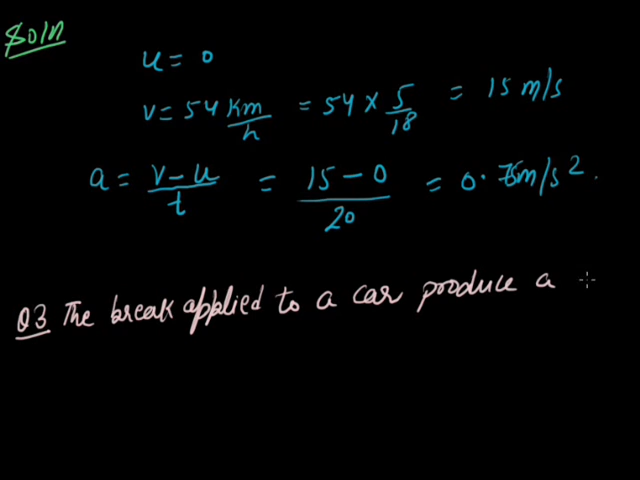 Soln
u = 0
v = 54 km/h = 54 × 5/18 = 15 m/s
a = v - u / t = 15 - 0 / 20 = 0.75 m/s².
Q3 The break applied to a car produce a